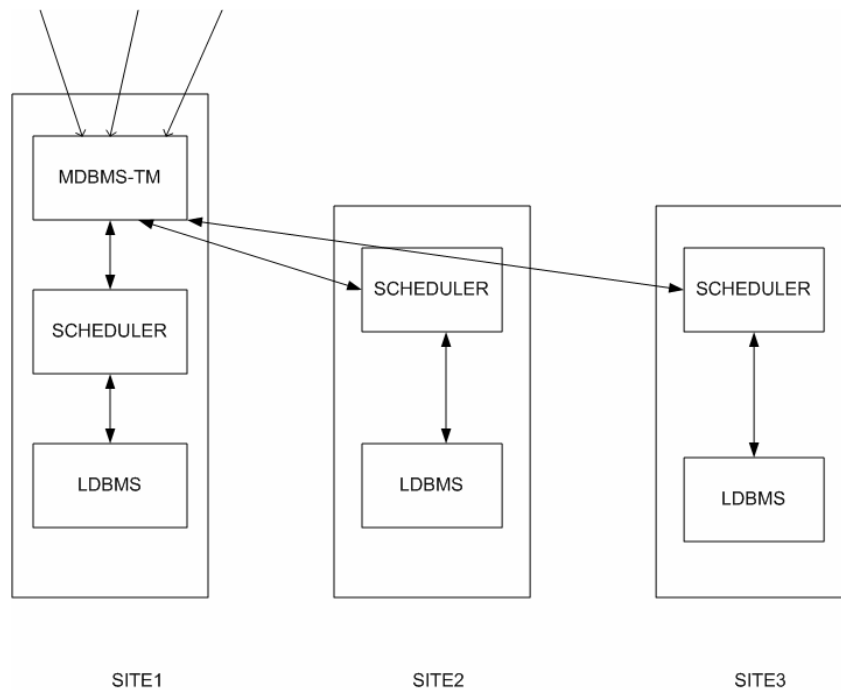 MDBMS-TM
SCHEDULER
SCHEDULER
SCHEDULER
LDBMS
LDBMS
LDBMS
SITE1
SITE2
SITE3